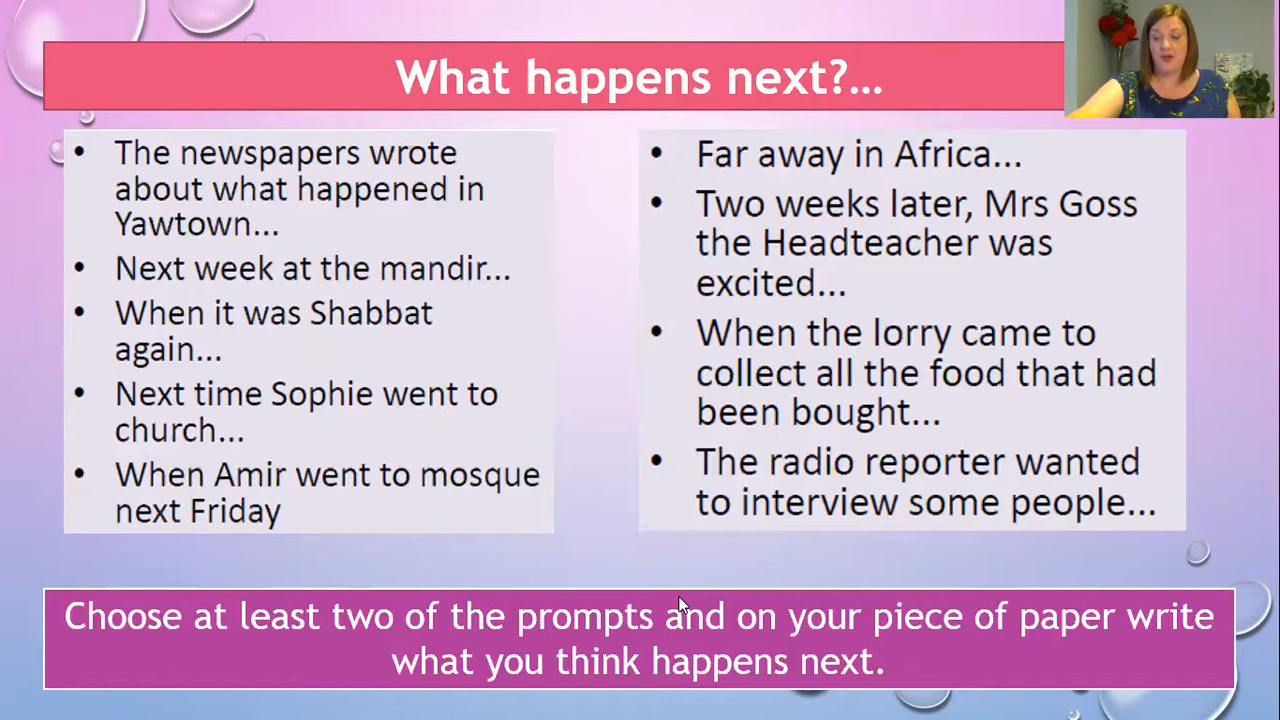 What happens next?...
• The newspapers wrote
about what happened in
Yawtown...
• Next week at the mandir...
• When it was Shabbat
again...
• Next time Sophie went to
church...
• When Amir went to mosque
next Friday
• Far away in Africa...
• Two weeks later, Mrs Goss
the Headteacher was
excited...
• When the lorry came to
collect all the food that had
been bought...
• The radio reporter wanted
to interview some people...
Choose at least two of the prompts and on your piece of paper write
what you think happens next.